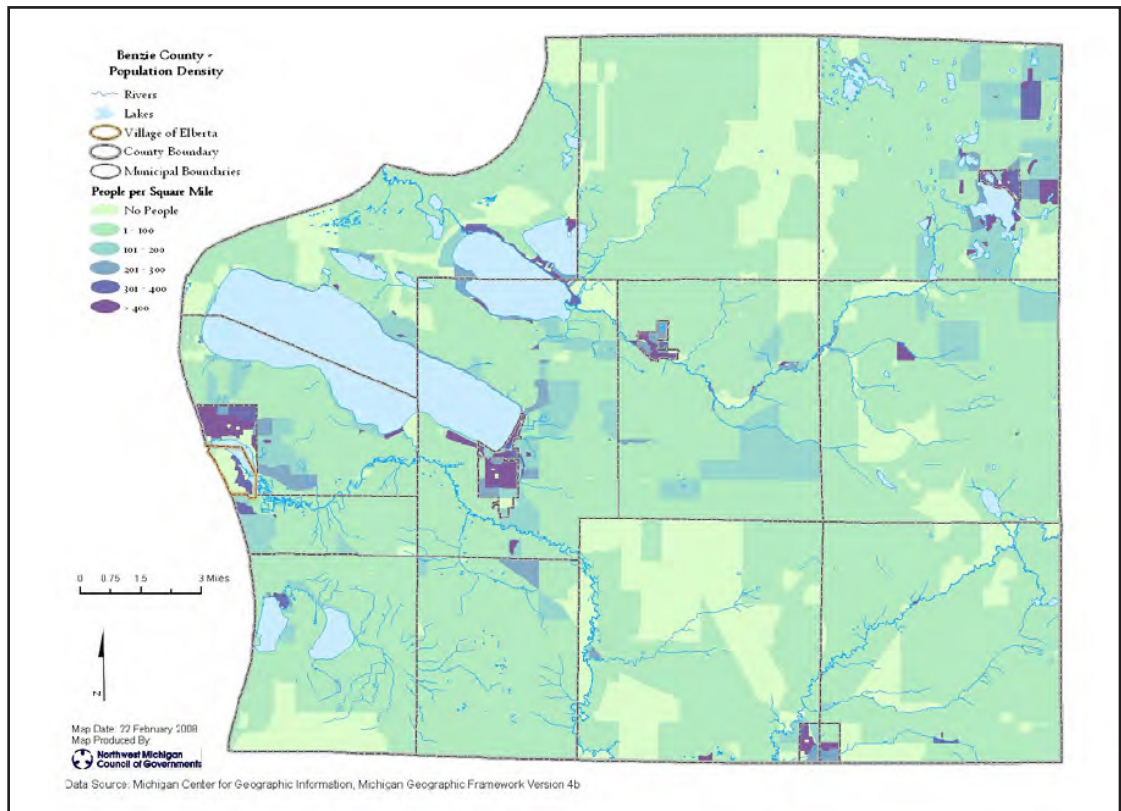 Benzie County -
Population Density
Rivers
Lakes
Village of Elberta
County Boundary
Municipal Boundaries
People per Square Mile
No People
1 - 100
101 - 200
201 - 300
301 - 400
> 400
0 0.75 1.5 3 Miles
N
Map Date: 22 February 2008
Map Produced By:
Northwest Michigan
Council of Governments
Data Source: Michigan Center for Geographic Information, Michigan Geographic Framework Version 4b